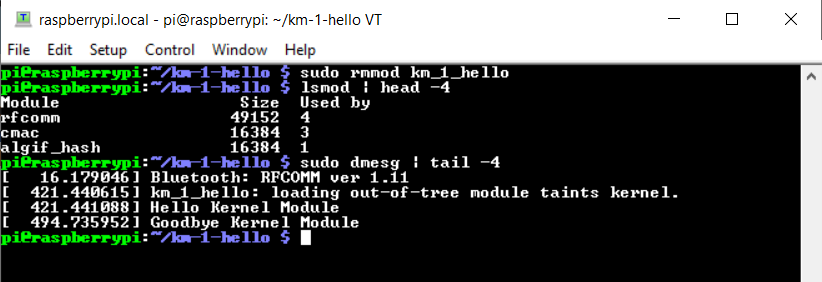 raspberrypi.local - pi@raspberrypi: ~/km-1-hello VT
File Edit Setup Control Window Help
pi@raspberrypi:~/km-1-hello $ sudo rmmod km_1_hello
pi@raspberrypi:~/km-1-hello $ lsmod | head -4
Module                  Size  Used by
rfcomm                 49152  4
cmac                   16384  3
algif_hash             16384  1
pi@raspberrypi:~/km-1-hello $ sudo dmesg | tail -4
[   16.179046] Bluetooth: RFCOMM ver 1.11
[  421.440615] km_1_hello: loading out-of-tree module taints kernel.
[  421.441088] Hello Kernel Module
[  494.735952] Goodbye Kernel Module
pi@raspberrypi:~/km-1-hello $